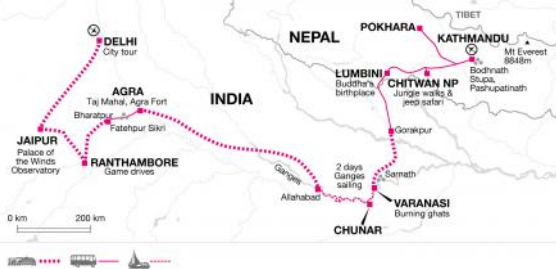 TIBET
POKHARA
KATHMANDU
NEPAL
Mt Everest
8848m
DELHI
City tour
Bodhnath
Stupa,
Pashupatinath
LUMBINI
Buddha's
birthplace
CHITWAN NP
Jungle walks &
jeep safari
AGRA
Taj Mahal, Agra Fort
INDIA
Bharatpur
Fatehpur Sikri
Gorakpur
JAIPUR
Palace of
the Winds
Observatory
RANTHAMBORE
Game drives
2 days
Ganges
sailing
Ganges
Sarnath
Allahabad
VARANASI
Burning ghats
CHUNAR
0 km
200 km